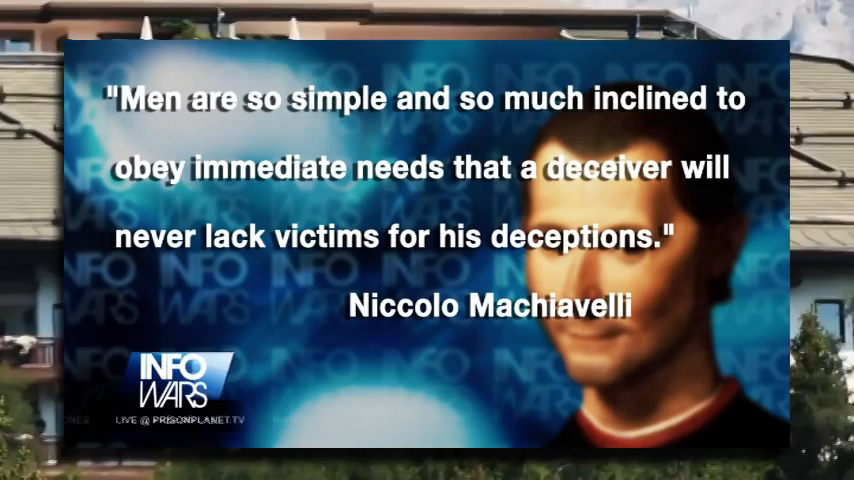 "Men are so simple and so much inclined to
obey immediate needs that a deceiver will
never lack victims for his deceptions."
Niccolo Machiavelli
INFO
WARS
LIVE @ PRISONPLANET.TV